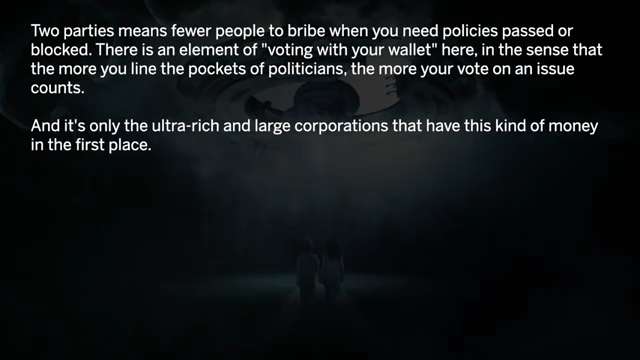 Two parties means fewer people to bribe when you need policies passed or
blocked. There is an element of "voting with your wallet" here, in the sense that
the more you line the pockets of politicians, the more your vote on an issue
counts.
And it's only the ultra-rich and large corporations that have this kind of money
in the first place.